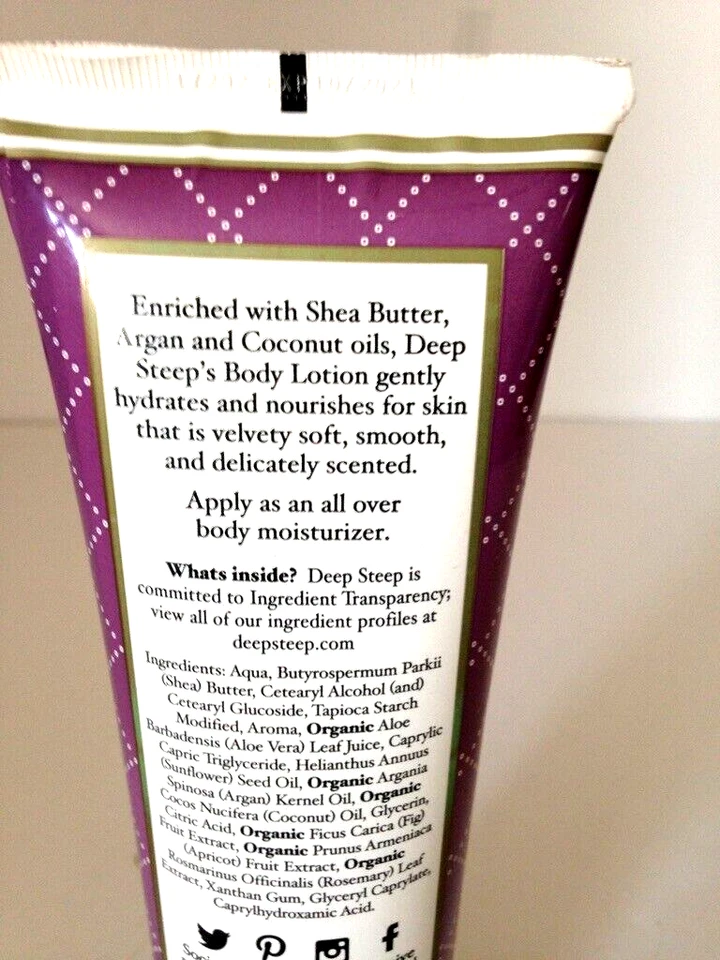 EXP 10/2021
Enriched with Shea Butter,
Argan and Coconut oils, Deep
Steep's Body Lotion gently
hydrates and nourishes for skin
that is velvety soft, smooth,
and delicately scented.
Apply as an all over
body moisturizer.
Whats inside? Deep Steep is
committed to Ingredient Transparency;
view all of our ingredient profiles at
deepsteep.com
Ingredients: Aqua, Butyrospermum Parkii
(Shea) Butter, Cetearyl Alcohol (and)
Cetearyl Glucoside, Tapioca Starch
Modified, Aroma, Organic Aloe
Barbadensis (Aloe Vera) Leaf Juice, Caprylic
Capric Triglyceride, Helianthus Annuus
(Sunflower) Seed Oil, Organic Argania
Spinosa (Argan) Kernel Oil, Organic
Cocos Nucifera (Coconut) Oil, Glycerin,
Citric Acid, Organic Ficus Carica (Fig)
Fruit Extract, Organic Prunus Armeniaca
(Apricot) Fruit Extract, Organic
Rosmarinus Officinalis (Rosemary) Leaf
Extract, Xanthan Gum, Glyceryl Caprylate,
Caprylhydroxamic Acid.